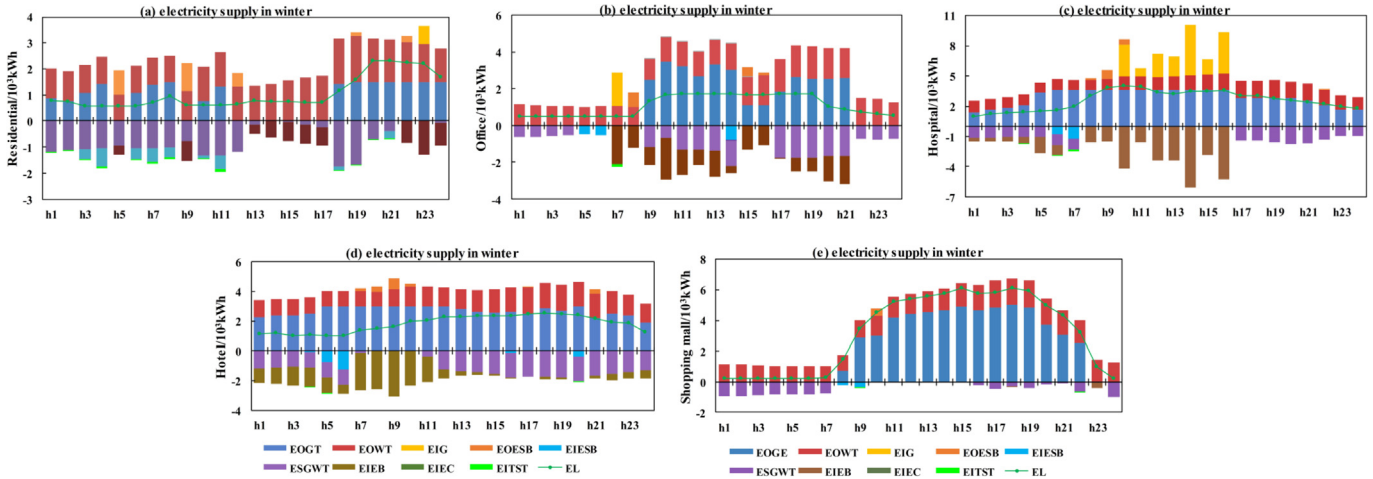 (a) electricity supply in winter
Residential/10³kWh
4
3
2
1
0
-1
-2
-3
h1 h3 h5 h7 h9 h11 h13 h15 h17 h19 h21 h23
(b) electricity supply in winter
Office/10³kWh
6
4
2
0
-2
-4
h1 h3 h5 h7 h9 h11 h13 h15 h17 h19 h21 h23
(c) electricity supply in winter
Hospital/10³kWh
11
8
5
2
-1
-4
-7
h1 h3 h5 h7 h9 h11 h13 h15 h17 h19 h21 h23
(d) electricity supply in winter
Hotel/10³kWh
6
4
2
0
-2
-4
h1 h3 h5 h7 h9 h11 h13 h15 h17 h19 h21 h23
EOGT EOWT EIG EOESB EIESB
ESGWT EIEB EIEC EITST EL
(e) electricity supply in winter
Shopping mall/10³kWh
8
6
4
2
0
-2
h1 h3 h5 h7 h9 h11 h13 h15 h17 h19 h21 h23
EOGE EOWT EIG EOESB EIESB
ESGWT EIEB EIEC EITST EL